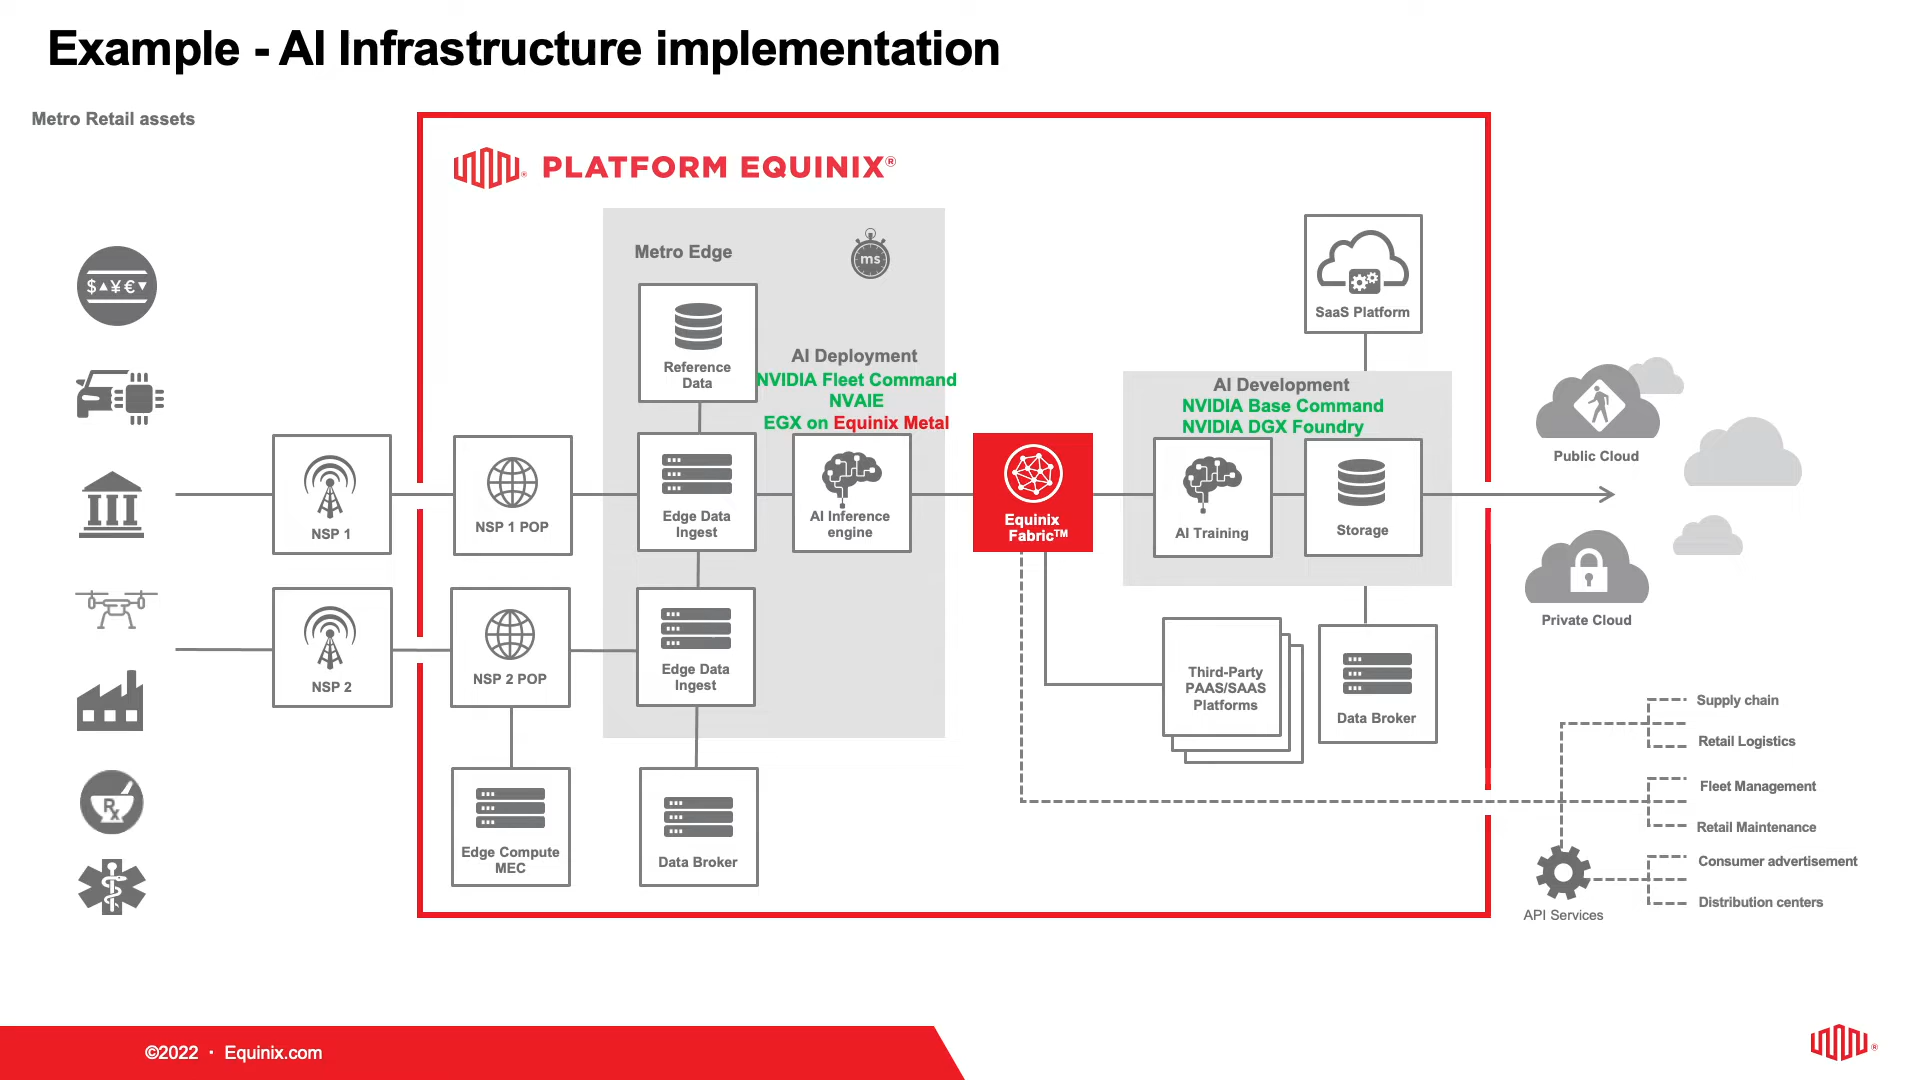 Example - AI Infrastructure implementation
Metro Retail assets
PLATFORM EQUINIX®
Metro Edge
ms
$▲¥€▼
SaaS Platform
Reference
Data
AI Deployment
NVIDIA Fleet Command
NVAIE
EGX on Equinix Metal
AI Development
NVIDIA Base Command
NVIDIA DGX Foundry
Public Cloud
NSP 1
NSP 1 POP
Edge Data
Ingest
AI Inference
engine
Equinix
Fabric™
AI Training
Storage
Private Cloud
NSP 2
NSP 2 POP
Edge Data
Ingest
Third-Party
PAAS/SAAS
Platforms
Data Broker
Supply chain
Retail Logistics
Fleet Management
Retail Maintenance
Rx
Edge Compute
MEC
Data Broker
Consumer advertisement
Distribution centers
API Services
©2022 · Equinix.com
®